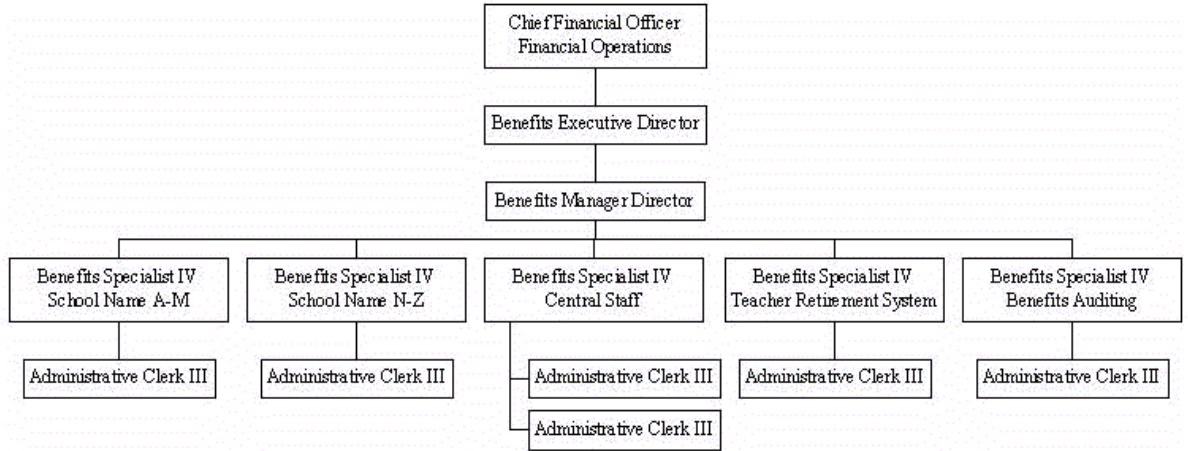 Chief Financial Officer
Financial Operations
Benefits Executive Director
Benefits Manager Director
Benefits Specialist IV
School Name A-M
Benefits Specialist IV
School Name N-Z
Benefits Specialist IV
Central Staff
Benefits Specialist IV
Teacher Retirement System
Benefits Specialist IV
Benefits Auditing
Administrative Clerk III
Administrative Clerk III
Administrative Clerk III
Administrative Clerk III
Administrative Clerk III
Administrative Clerk III